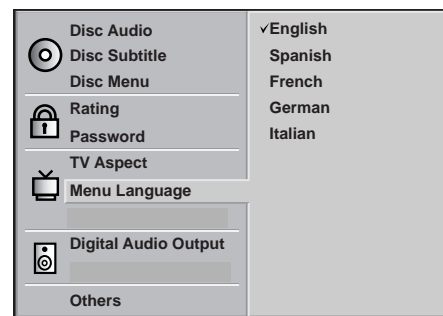 Disc Audio
Disc Subtitle
Disc Menu
Rating
Password
TV Aspect
Menu Language
Digital Audio Output
Others
✓English
Spanish
French
German
Italian